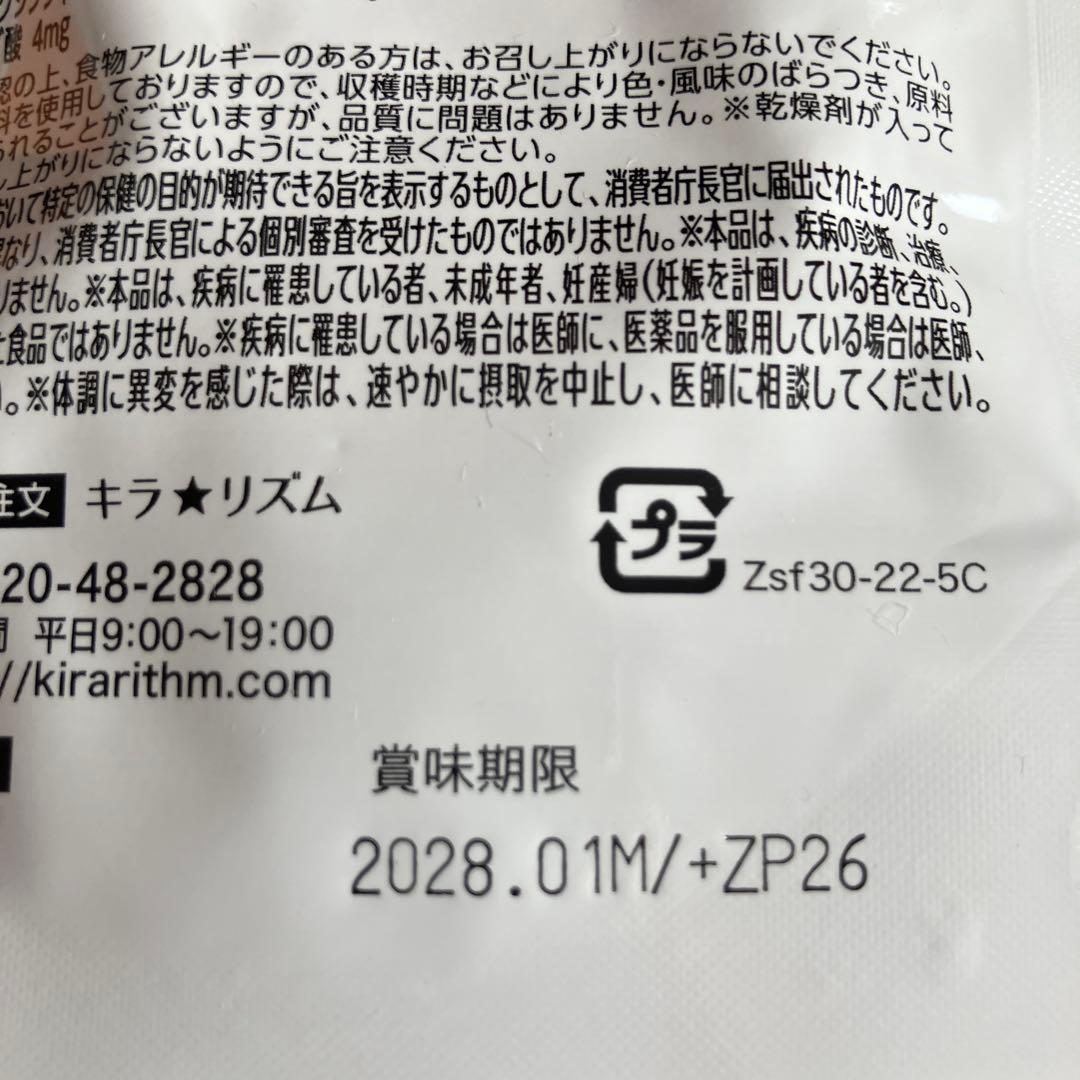 酸 4mg
認の上、食物アレルギーのある方は、お召し上がりにならないでください。
料を使用しておりますので、収穫時期などにより色・風味のばらつき、原料
られることがございますが、品質に問題はありません。※乾燥剤が入って
し上がりにならないようにご注意ください。
おいて特定の保健の目的が期待できる旨を表示するものとして、消費者庁長官に届出されたものです。
異なり、消費者庁長官による個別審査を受けたものではありません。※本品は、疾病の診断、治療、
りません。※本品は、疾病に罹患している者、未成年者、妊産婦(妊娠を計画している者を含む。)
た食品ではありません。※疾病に罹患している場合は医師に、医薬品を服用している場合は医師、
い。※体調に異変を感じた際は、速やかに摂取を中止し、医師に相談してください。
注文 キラ★リズム
プラ
Zsf30-22-5C
20-48-2828
間 平日9:00〜19:00
//kirarithm.com
賞味期限
2028.01M/+ZP26